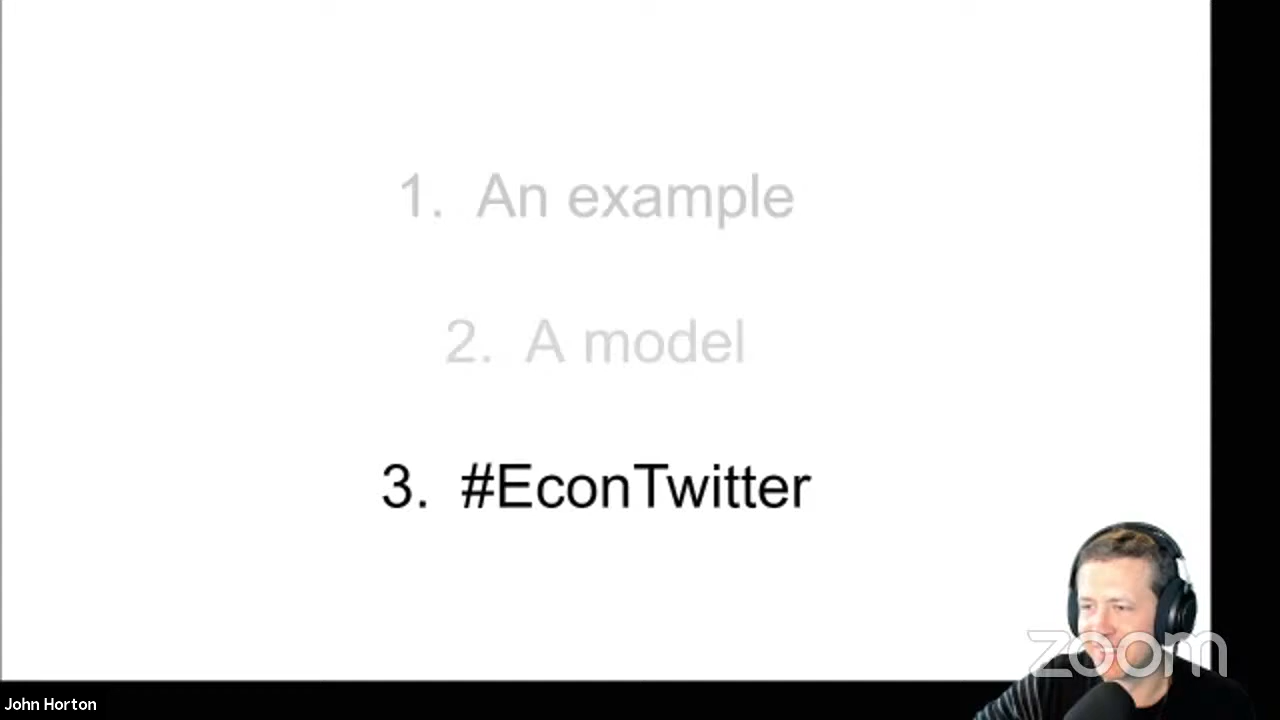 1. An example
2. A model
3. #EconTwitter
zoom
John Horton